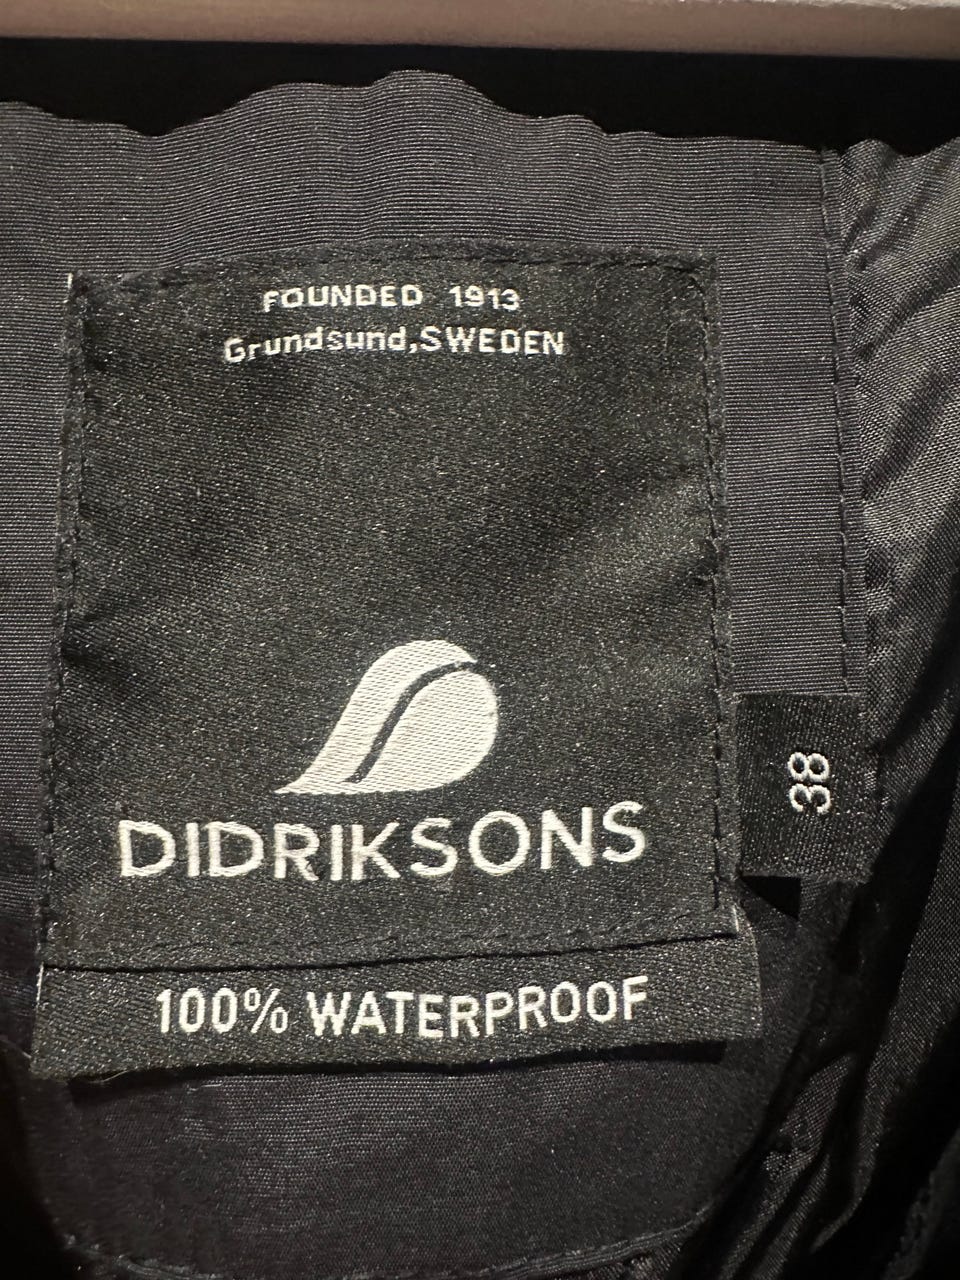 FOUNDED 1913
Grundsund,SWEDEN
DIDRIKSONS
38
100% WATERPROOF